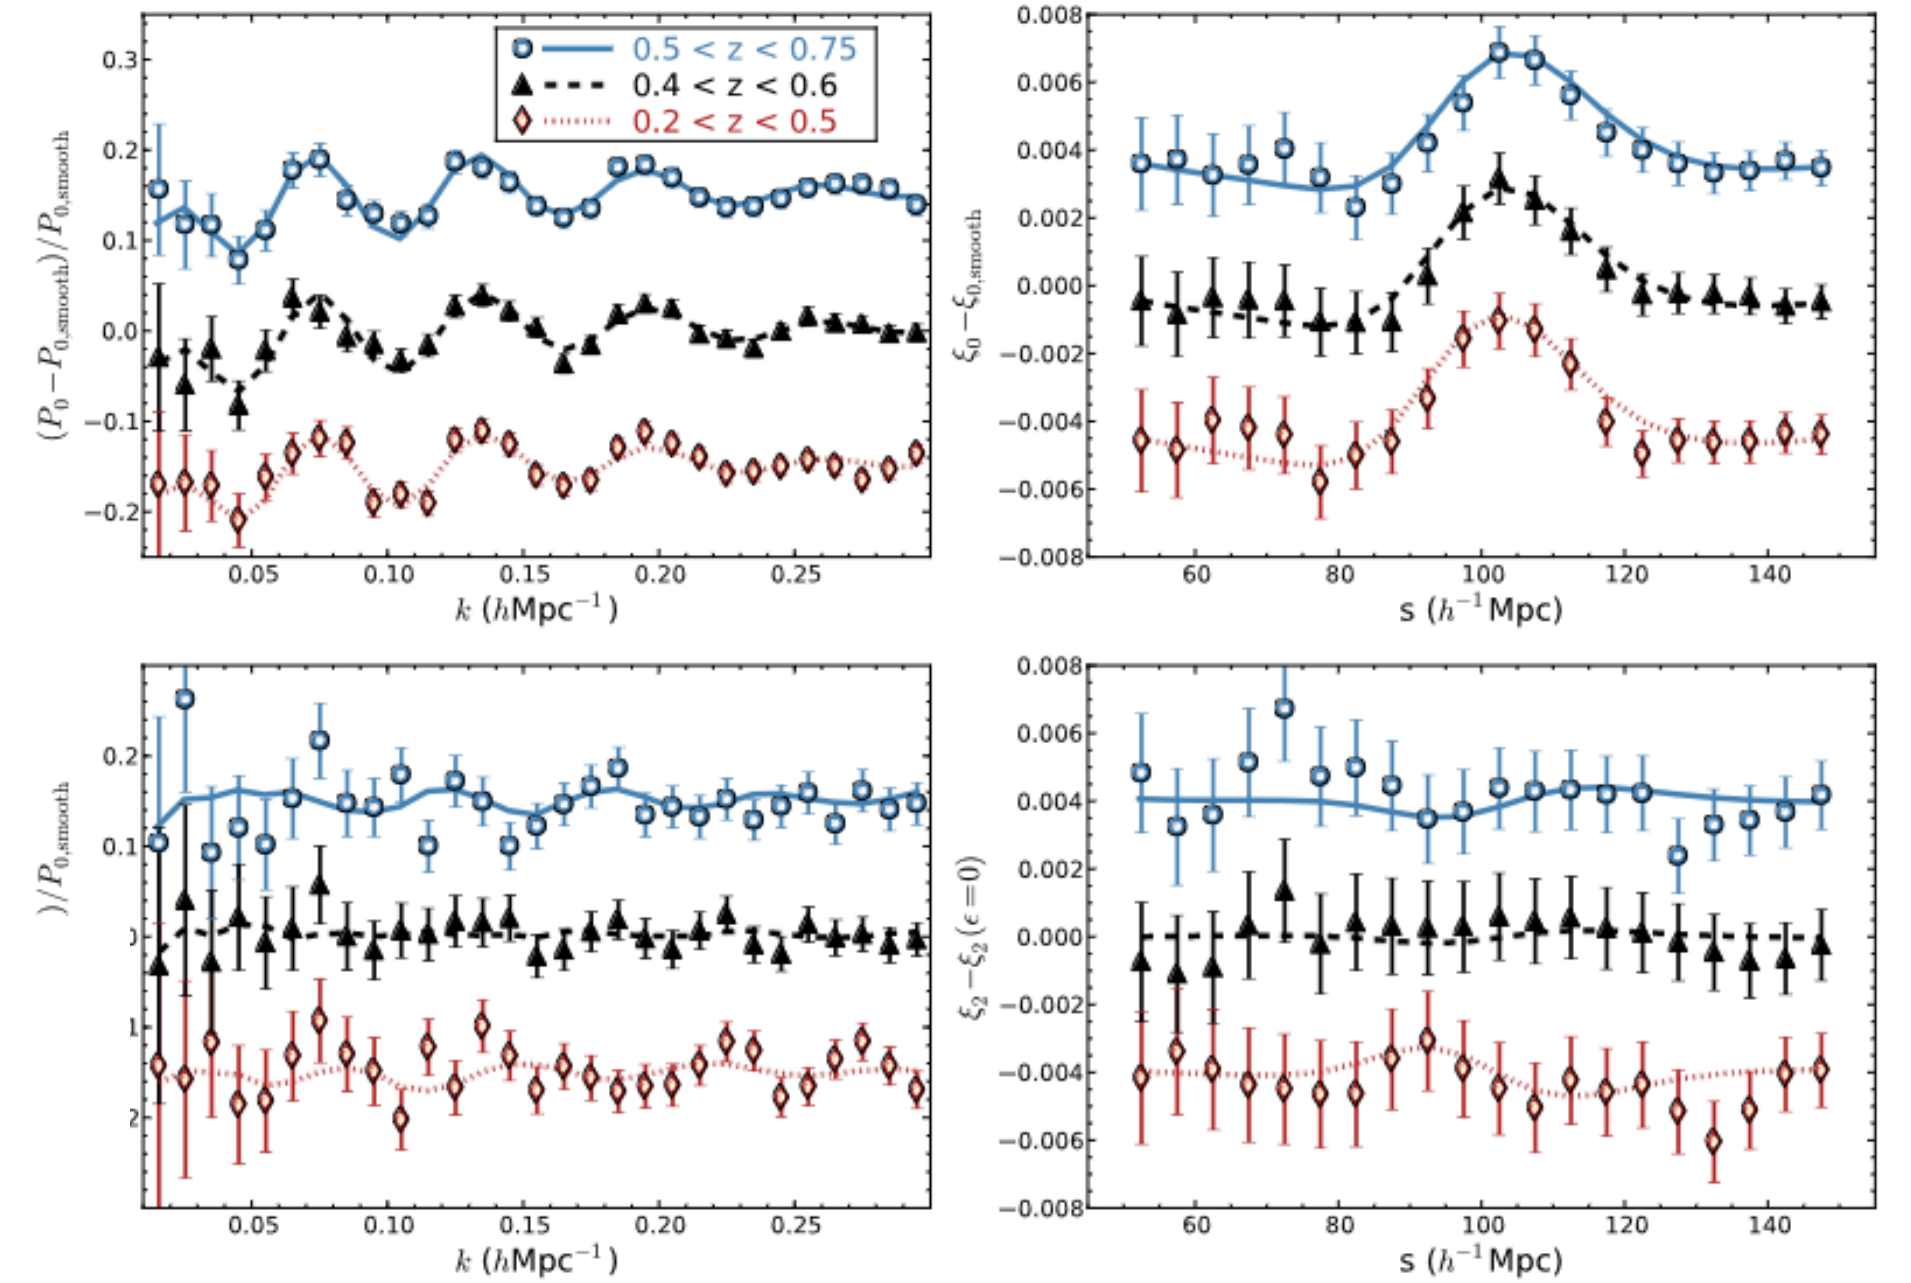 0.3
0.2
0.1
0.0
−0.1
−0.2
(P₀−P₀,smooth)/P₀,smooth
0.5 < z < 0.75
0.4 < z < 0.6
0.2 < z < 0.5
0.05 0.10 0.15 0.20 0.25
k (hMpc⁻¹)
0.008
0.006
0.004
0.002
0.000
−0.002
−0.004
−0.006
−0.008
ξ₀−ξ₀,smooth
60 80 100 120 140
s (h⁻¹Mpc)
0.2
0.1
)/P₀,smooth
1
2
0.05 0.10 0.15 0.20 0.25
k (hMpc⁻¹)
0.008
0.006
0.004
0.002
0.000
−0.002
−0.004
−0.006
−0.008
ξ₂−ξ₂(ϵ=0)
60 80 100 120 140
s (h⁻¹Mpc)